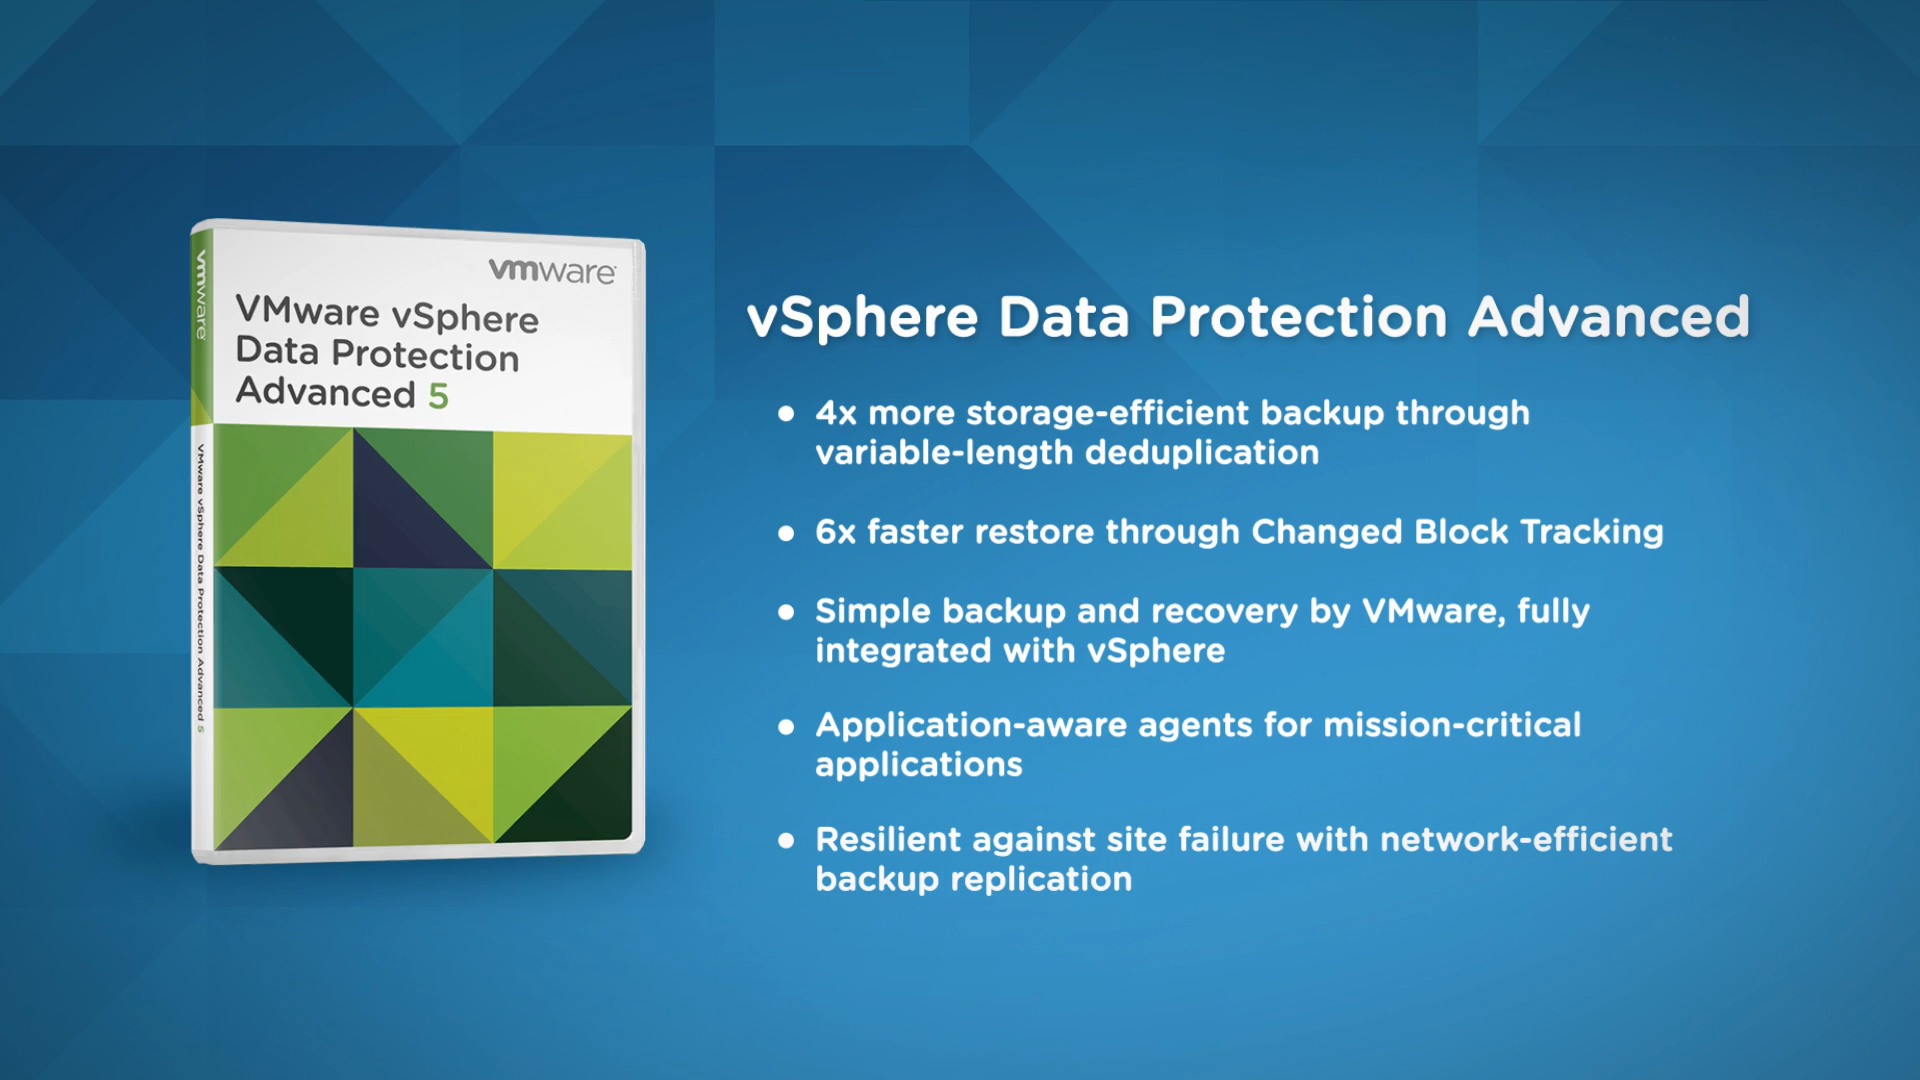 vmware
VMware vSphere
Data Protection
Advanced 5
vmware
VMware vSphere Data Protection Advanced 5
vSphere Data Protection Advanced
• 4x more storage-efficient backup through
variable-length deduplication
• 6x faster restore through Changed Block Tracking
• Simple backup and recovery by VMware, fully
integrated with vSphere
• Application-aware agents for mission-critical
applications
• Resilient against site failure with network-efficient
backup replication